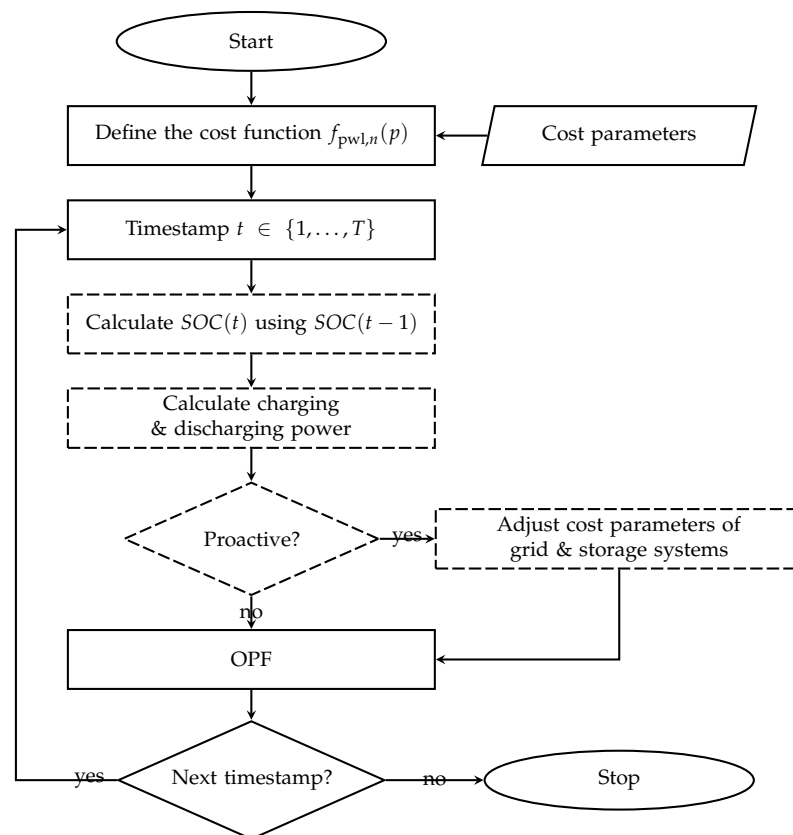 Start
Define the cost function f_pwl,n(p)
Cost parameters
Timestamp t ∈ {1, . . . , T}
Calculate SOC(t) using SOC(t − 1)
Calculate charging
& discharging power
Proactive?
yes
Adjust cost parameters of
grid & storage systems
no
OPF
yes
Next timestamp?
no
Stop